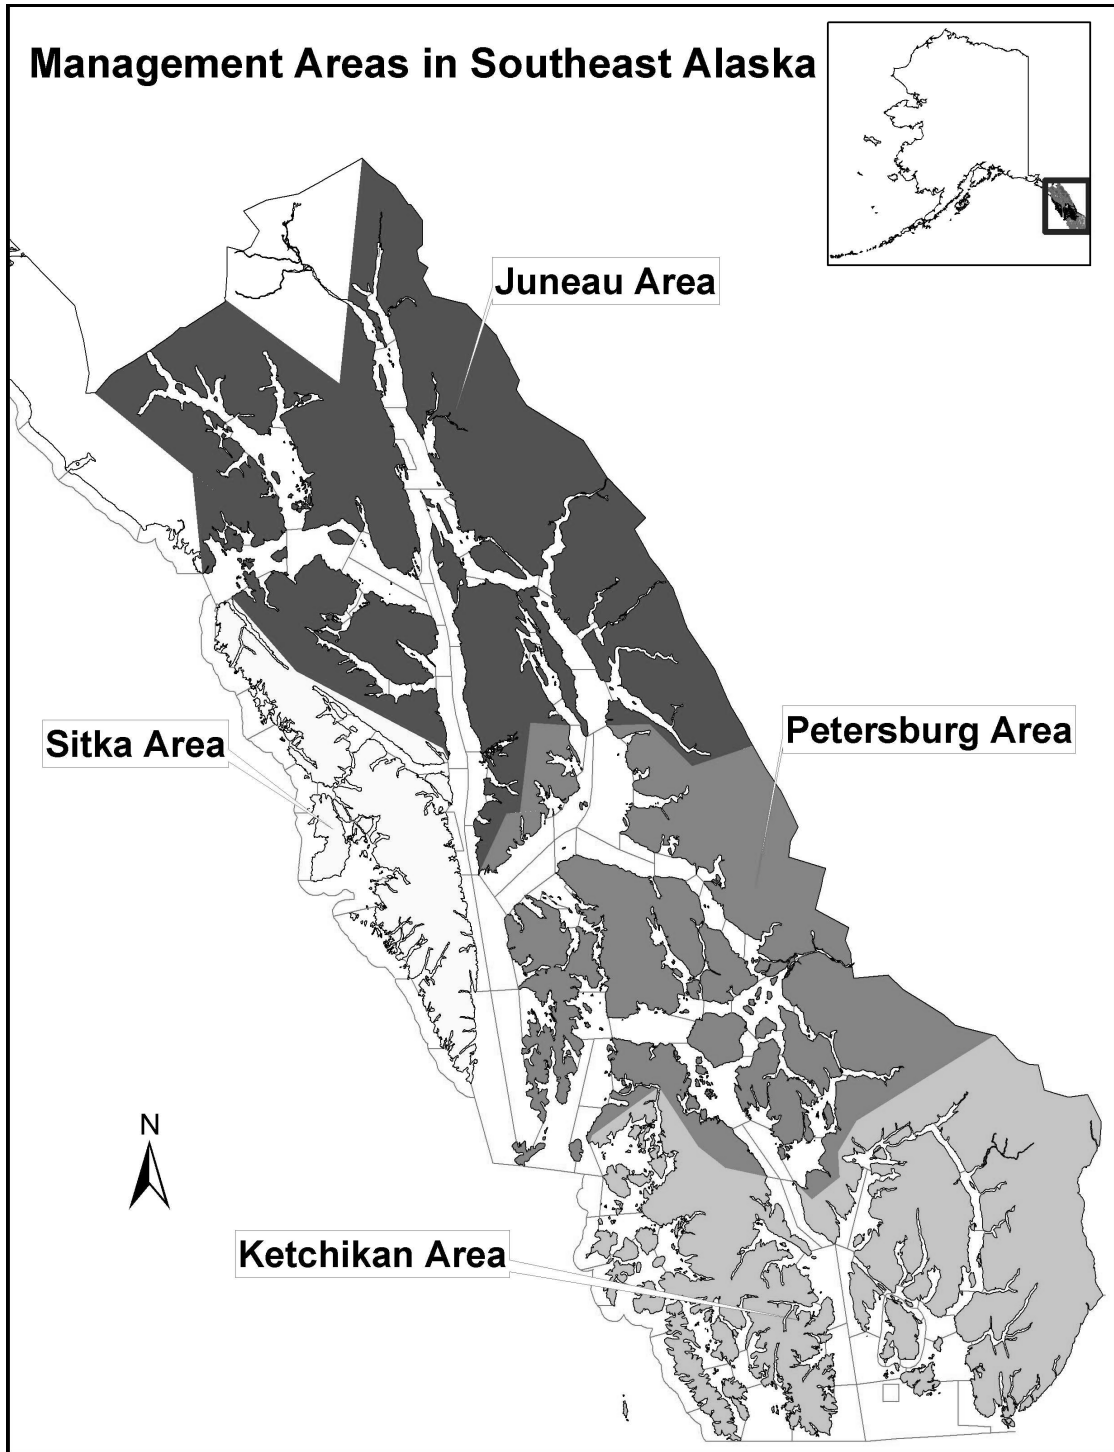 Management Areas in Southeast Alaska
Juneau Area
Sitka Area
Petersburg Area
N
Ketchikan Area